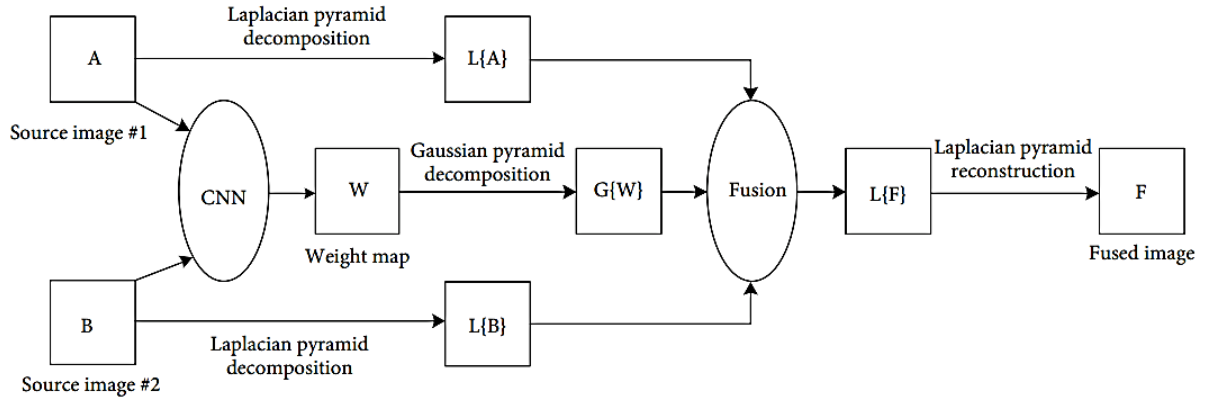 Laplacian pyramid
decomposition
A
L{A}
Source image #1
CNN
W
Weight map
Gaussian pyramid
decomposition
G{W}
Fusion
L{F}
Laplacian pyramid
reconstruction
F
Fused image
B
L{B}
Laplacian pyramid
decomposition
Source image #2